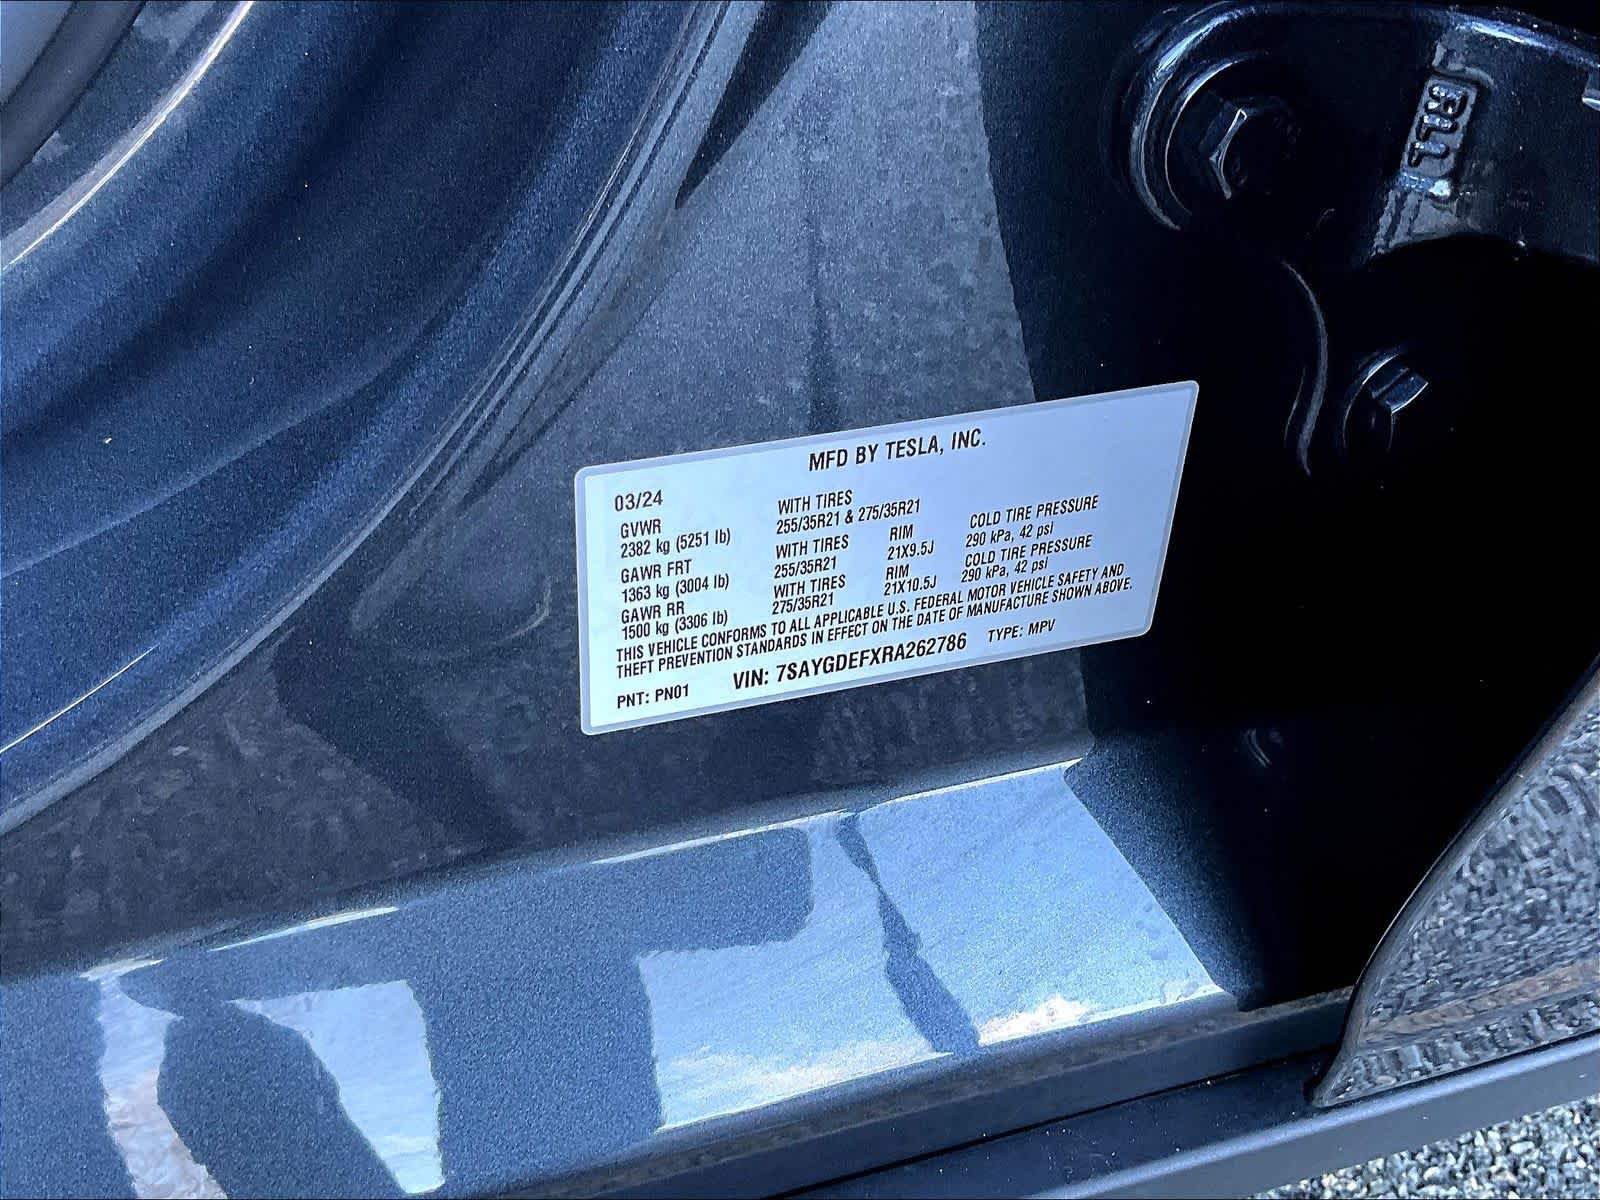 MFD BY TESLA, INC.
03/24
GVWR WITH TIRES
2382 kg (5251 lb) 255/35R21 & 275/35R21
GAWR FRT WITH TIRES RIM COLD TIRE PRESSURE
1363 kg (3004 lb) 255/35R21 21X9.5J 290 kPa, 42 psi
GAWR RR WITH TIRES RIM COLD TIRE PRESSURE
1500 kg (3306 lb) 275/35R21 21X10.5J 290 kPa, 42 psi
THIS VEHICLE CONFORMS TO ALL APPLICABLE U.S. FEDERAL MOTOR VEHICLE SAFETY AND
THEFT PREVENTION STANDARDS IN EFFECT ON THE DATE OF MANUFACTURE SHOWN ABOVE.
PNT: PN01 VIN: 7SAYGDEFXRA262786 TYPE: MPV